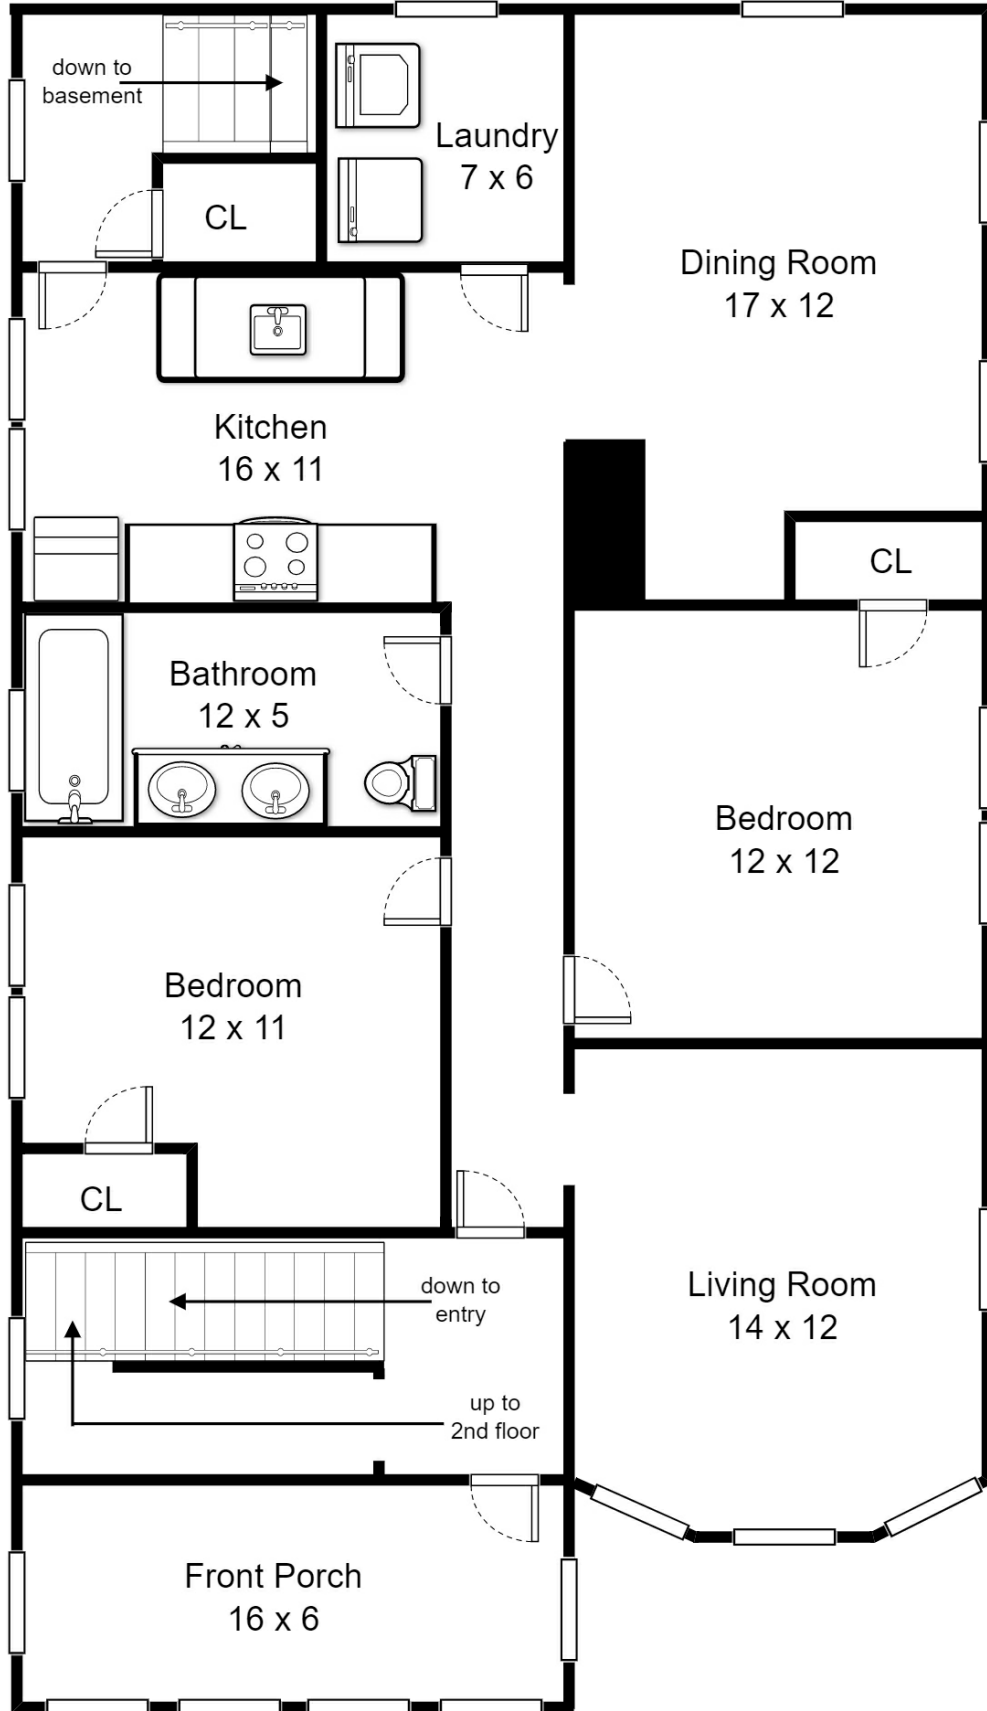 down to
basement
Laundry
7 x 6
CL
Dining Room
17 x 12
Kitchen
16 x 11
CL
Bathroom
12 x 5
Bedroom
12 x 12
Bedroom
12 x 11
CL
down to
entry
Living Room
14 x 12
up to
2nd floor
Front Porch
16 x 6